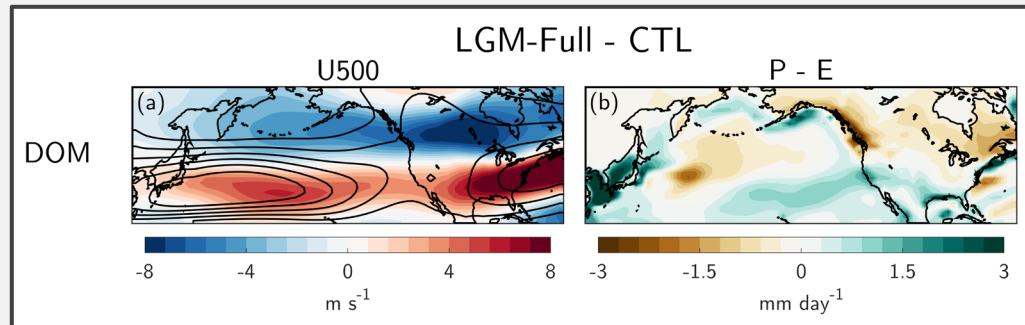 LGM-Full - CTL
U500
P - E
(a)
(b)
DOM
-8 -4 0 4 8
-3 -1.5 0 1.5 3
m s⁻¹
mm day⁻¹